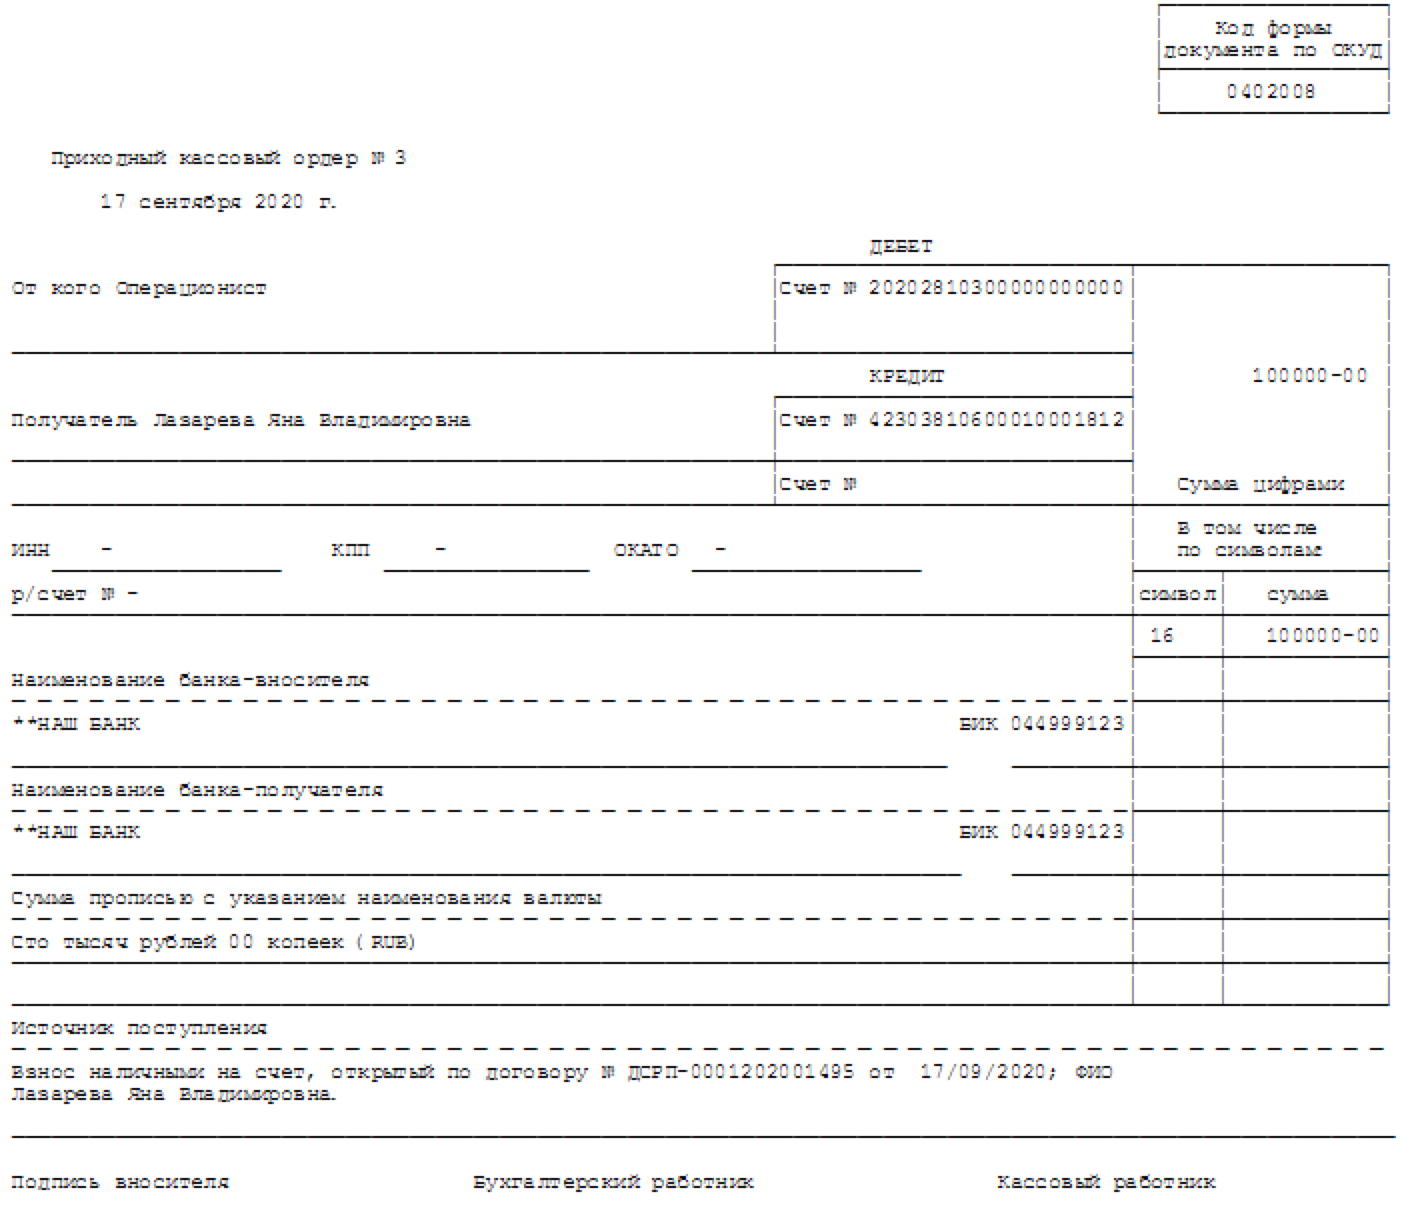 Код формы
документа по ОКУД
0402008
Приходный кассовый ордер № 3
17 сентября 2020 г.
ДЕБЕТ
От кого Операционист
Счет № 20202810300000000000
КРЕДИТ
100000-00
Получатель Лазарева Яна Владимировна
Счет № 42303810600010001812
Счет №
Сумма цифрами
В том числе
по символам:
ИНН - КПП - ОКАТО -
р/счет № -
символ сумма
16 100000-00
Наименование банка-вносителя
**НАШ БАНК БИК 044999123
Наименование банка-получателя
**НАШ БАНК БИК 044999123
Сумма прописью с указанием наименования валюты
Сто тысяч рублей 00 копеек (RUB)
Источник поступления
Взнос наличными на счет, открытый по договору № ДСРП-0001202001495 от 17/09/2020; ФИО
Лазарева Яна Владимировна.
Подпись вносителя Бухгалтерский работник Кассовый работник